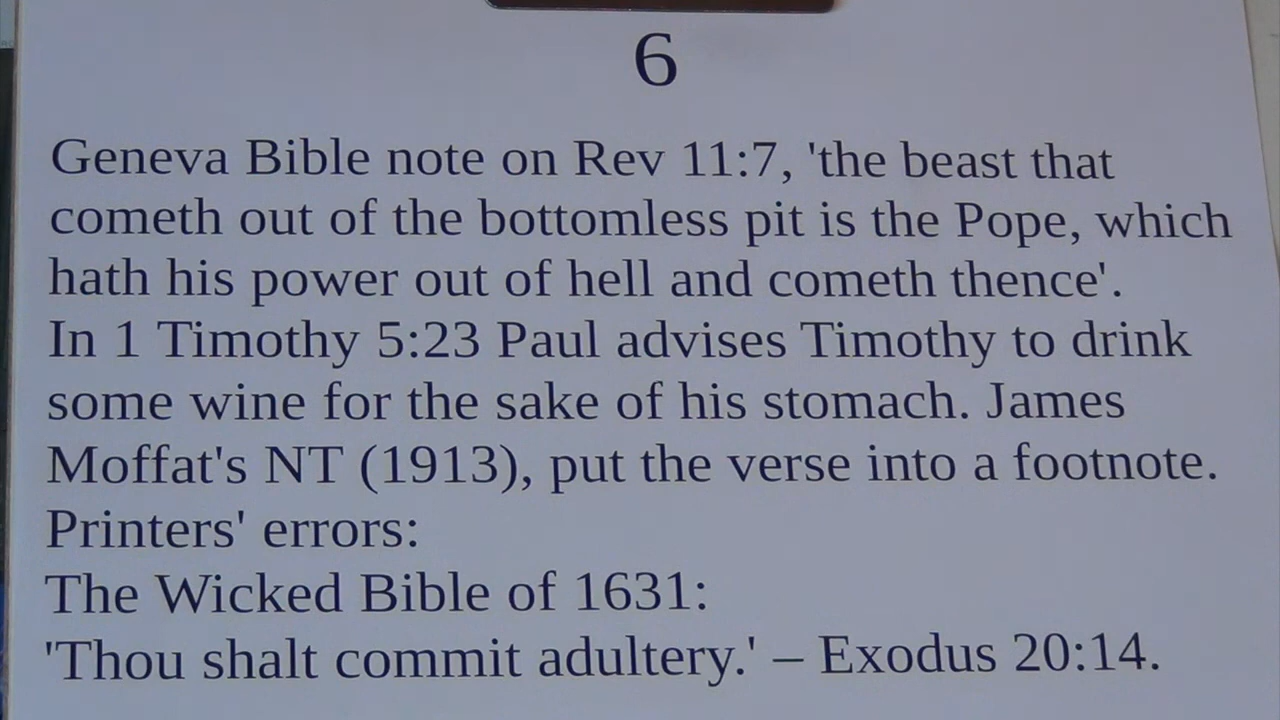 6
Geneva Bible note on Rev 11:7, 'the beast that
cometh out of the bottomless pit is the Pope, which
hath his power out of hell and cometh thence'.
In 1 Timothy 5:23 Paul advises Timothy to drink
some wine for the sake of his stomach. James
Moffat's NT (1913), put the verse into a footnote.
Printers' errors:
The Wicked Bible of 1631:
'Thou shalt commit adultery.' – Exodus 20:14.